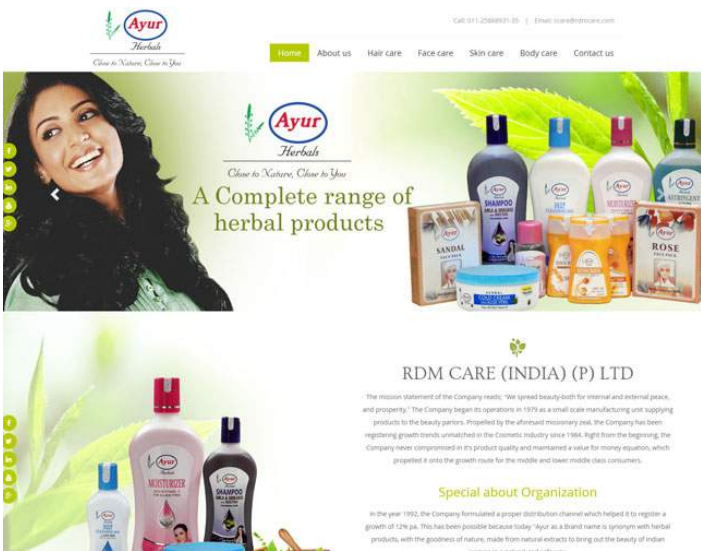 Ayur
Herbals
Close to Nature, Close to You
Call: 011-25868931-35 | Email: icare@rdmcare.com
Home About us Hair care Face care Skin care Body care Contact us
Ayur
Herbals
Close to Nature, Close to You
A Complete range of
herbal products
Ayur
SHAMPOO
AMLA & SHIKAKAI
Ayur
DEEP
Ayur
MOISTURIZER
Ayur
ASTRINGENT
Ayur
SANDAL
FACE PACK
HERBAL
COLD CREAM
Ayur
ROSE
FACE PACK
RDM CARE (INDIA) (P) LTD
The mission statement of the Company reads; "We spread beauty-both for internal and external peace,
and prosperity." The Company began its operations in 1979 as a small scale manufacturing unit supplying
products to the beauty parlors. Propelled by the aforesaid missionary zeal, the Company has been
registering growth trends unmatched in the Cosmetic industry since 1984. Right from the beginning, the
Company never compromised in it's product quality and maintained a value for money equation, which
propelled it onto the growth route for the middle and lower middle class consumers.
Special about Organization
In the year 1992, the Company formulated a proper distribution channel which helped it to register a
growth of 12% pa. This has been possible because today "Ayur as a Brand name is synonym with herbal
products, with the goodness of nature, made from natural extracts to bring out the beauty of Indian
Ayur
MOISTURIZER
Ayur
SHAMPOO
AMLA & SHIKAKAI
Ayur